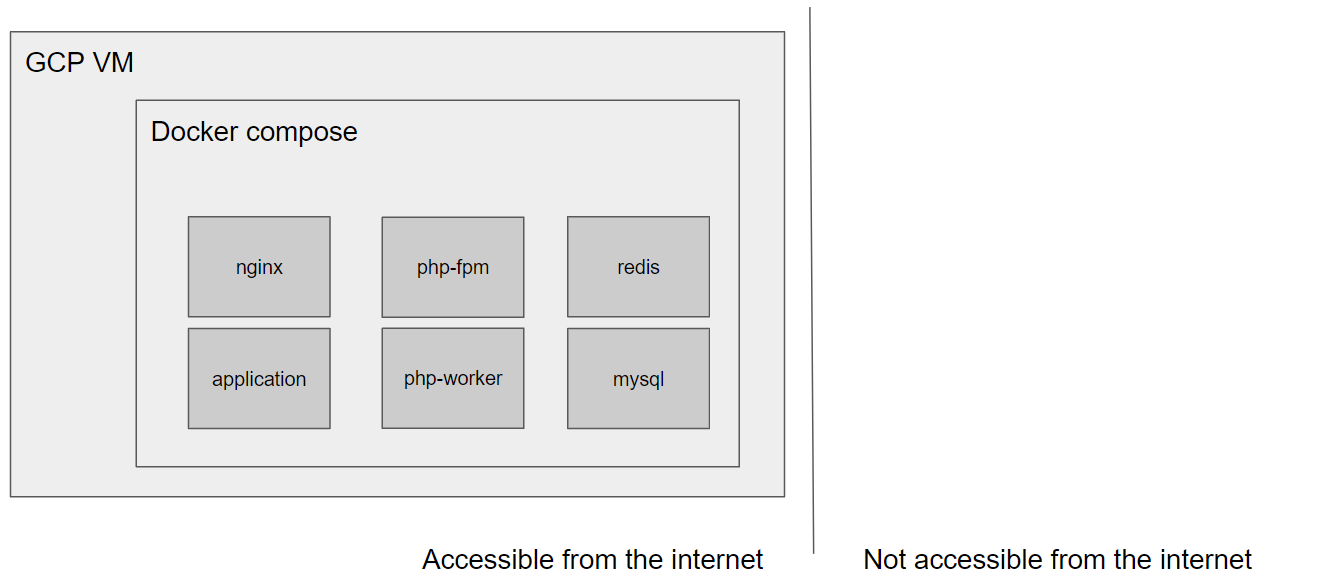 GCP VM
Docker compose
nginx
php-fpm
redis
application
php-worker
mysql
Accessible from the internet
Not accessible from the internet